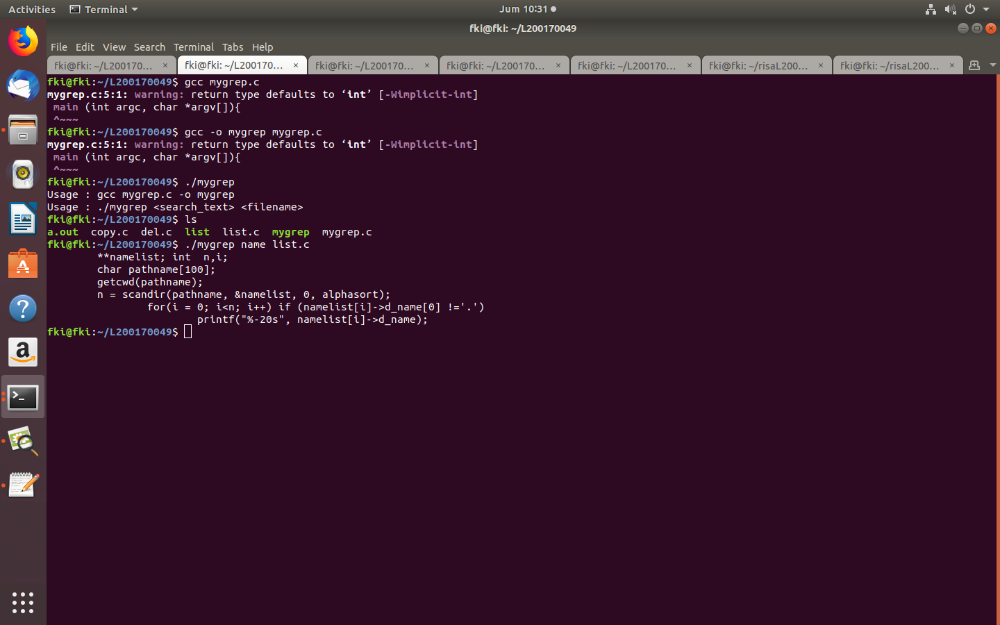 Activities Terminal Jum 10:31
fki@fki: ~/L200170049
File Edit View Search Terminal Tabs Help
fki@fki: ~/L20017O... × fki@fki: ~/L200170... × fki@fki: ~/L200170... × fki@fki: ~/L200170... × fki@fki: ~/L200170... × fki@fki: ~/risaL200... × fki@fki: ~/risaL200... ×
fki@fki:~/L200170049$ gcc mygrep.c
mygrep.c:5:1: warning: return type defaults to ‘int’ [-Wimplicit-int]
 main (int argc, char *argv[]){
 ^~~~
fki@fki:~/L200170049$ gcc -o mygrep mygrep.c
mygrep.c:5:1: warning: return type defaults to ‘int’ [-Wimplicit-int]
 main (int argc, char *argv[]){
 ^~~~
fki@fki:~/L200170049$ ./mygrep
Usage : gcc mygrep.c -o mygrep
Usage : ./mygrep <search_text> <filename>
fki@fki:~/L200170049$ ls
a.out  copy.c  del.c  list  list.c  mygrep  mygrep.c
fki@fki:~/L200170049$ ./mygrep name list.c
        **namelist; int  n,i;
        char pathname[100];
        getcwd(pathname);
        n = scandir(pathname, &namelist, 0, alphasort);
                for(i = 0; i<n; i++) if (namelist[i]->d_name[0] !='.')
                        printf("%-20s", namelist[i]->d_name);
fki@fki:~/L200170049$